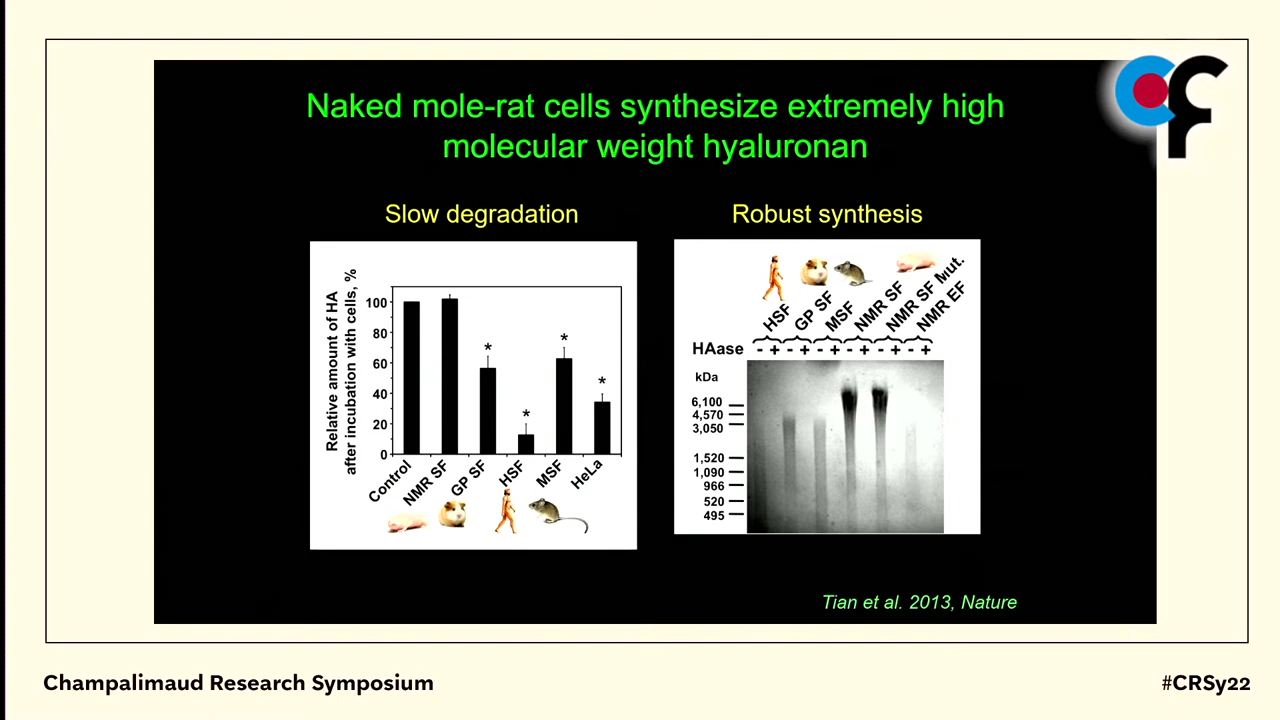 Naked mole-rat cells synthesize extremely high
molecular weight hyaluronan
Slow degradation
Relative amount of HA
after incubation with cells, %
100
80
60
40
20
0
*
*
*
*
Control
NMR SF
GP SF
HSF
MSF
HeLa
Robust synthesis
HSF
GP SF
MSF
NMR SF
NMR SF Mut.
NMR EF
HAase - + - + - + - + - + - +
kDa
6,100
4,570
3,050
1,520
1,090
966
520
495
Tian et al. 2013, Nature
Champalimaud Research Symposium
#CRSy22